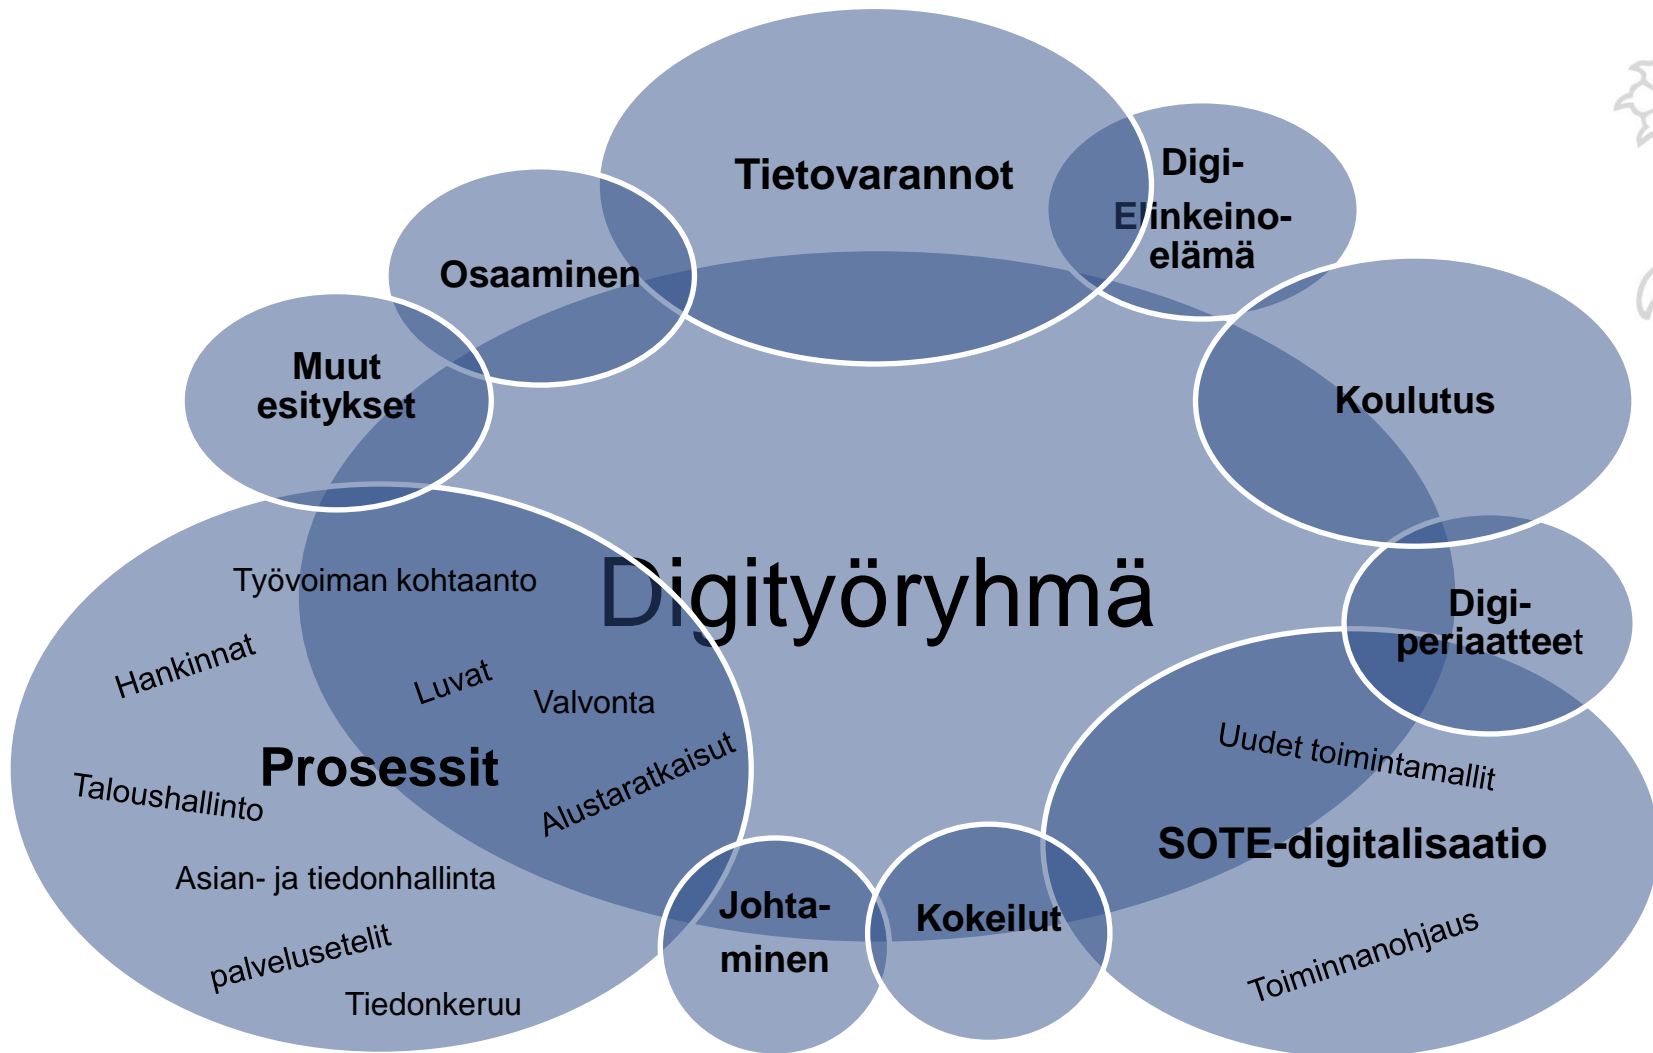 Tietovarannot
Digi-
Elinkeino-
elämä
Osaaminen
Muut
esitykset
Koulutus
Digityöryhmä
Digi-
periaatteet
Työvoiman kohtaanto
Hankinnat
Luvat
Valvonta
Prosessit
Alustaratkaisut
Taloushallinto
Asian- ja tiedonhallinta
palvelusetelit
Tiedonkeruu
Johta-
minen
Kokeilut
Uudet toimintamallit
SOTE-digitalisaatio
Toiminnanohjaus